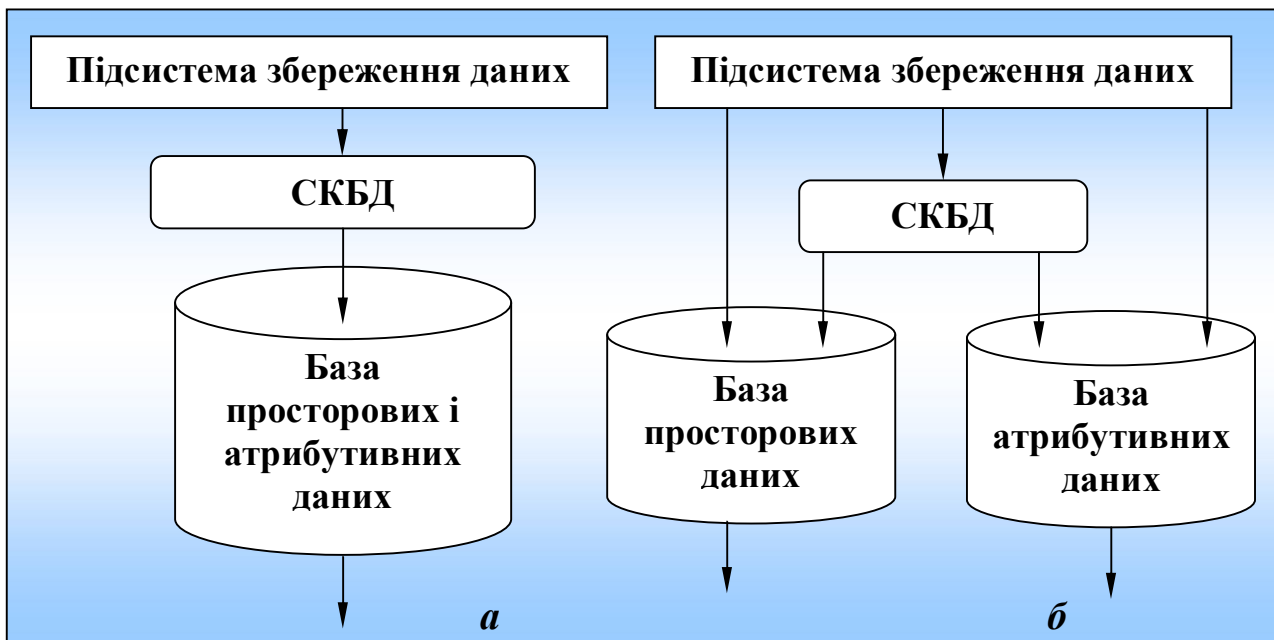 Підсистема збереження даних
СКБД
База
просторових і
атрибутивних
даних
а
Підсистема збереження даних
СКБД
База
просторових
даних
База
атрибутивних
даних
б